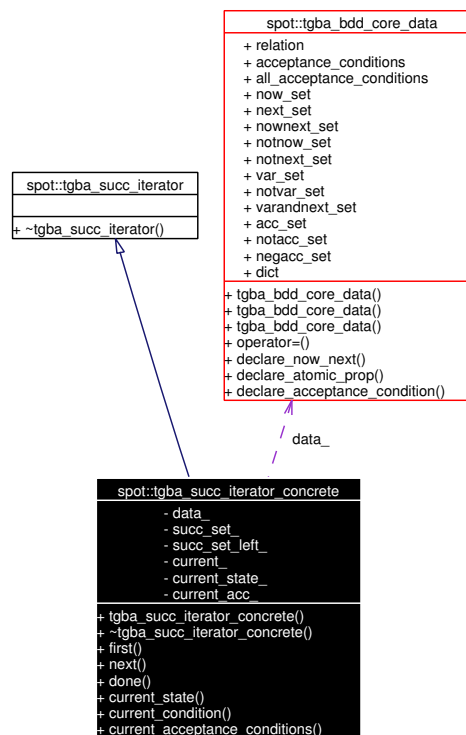 spot::tgba_bdd_core_data
+ relation
+ acceptance_conditions
+ all_acceptance_conditions
+ now_set
+ next_set
+ nownext_set
+ notnow_set
+ notnext_set
+ var_set
+ notvar_set
+ varandnext_set
+ acc_set
+ notacc_set
+ negacc_set
+ dict
+ tgba_bdd_core_data()
+ tgba_bdd_core_data()
+ tgba_bdd_core_data()
+ operator=()
+ declare_now_next()
+ declare_atomic_prop()
+ declare_acceptance_condition()
spot::tgba_succ_iterator
+ ~tgba_succ_iterator()
data_
spot::tgba_succ_iterator_concrete
- data_
- succ_set_
- succ_set_left_
- current_
- current_state_
- current_acc_
+ tgba_succ_iterator_concrete()
+ ~tgba_succ_iterator_concrete()
+ first()
+ next()
+ done()
+ current_state()
+ current_condition()
+ current_acceptance_conditions()